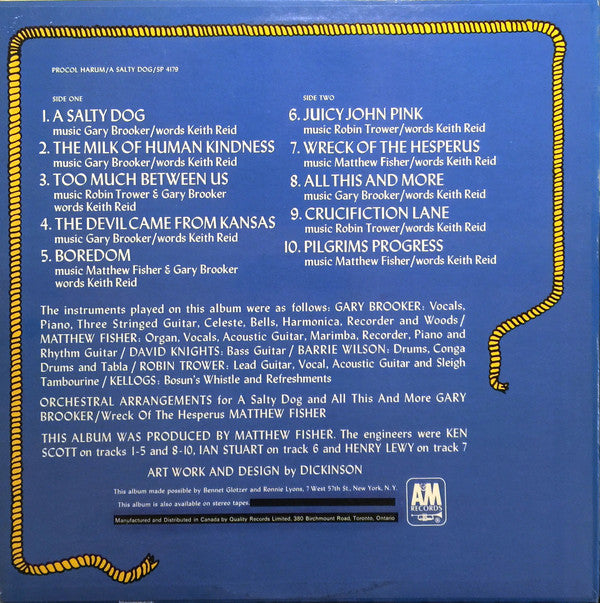 PROCOL HARUM/A SALTY DOG/SP 4179
SIDE ONE
1. A SALTY DOG
music Gary Brooker/words Keith Reid
2. THE MILK OF HUMAN KINDNESS
music Gary Brooker/words Keith Reid
3. TOO MUCH BETWEEN US
music Robin Trower & Gary Brooker
words Keith Reid
4. THE DEVIL CAME FROM KANSAS
music Gary Brooker/words Keith Reid
5. BOREDOM
music Matthew Fisher & Gary Brooker
words Keith Reid
SIDE TWO
6. JUICY JOHN PINK
music Robin Trower/words Keith Reid
7. WRECK OF THE HESPERUS
music Matthew Fisher/words Keith Reid
8. ALL THIS AND MORE
music Gary Brooker/words Keith Reid
9. CRUCIFICTION LANE
music Robin Trower/words Keith Reid
10. PILGRIMS PROGRESS
music Matthew Fisher/words Keith Reid
The instruments played on this album were as follows: GARY BROOKER: Vocals,
Piano, Three Stringed Guitar, Celeste, Bells, Harmonica, Recorder and Woods/
MATTHEW FISHER: Organ, Vocals, Acoustic Guitar, Marimba, Recorder, Piano and
Rhythm Guitar/DAVID KNIGHTS: Bass Guitar/BARRIE WILSON: Drums, Conga
Drums and Tabla/ROBIN TROWER: Lead Guitar, Vocal, Acoustic Guitar and Sleigh
Tambourine/KELLOGS: Bosun's Whistle and Refreshments
ORCHESTRAL ARRANGEMENTS for A Salty Dog and All This And More GARY
BROOKER/Wreck Of The Hesperus MATTHEW FISHER
THIS ALBUM WAS PRODUCED BY MATTHEW FISHER. The engineers were KEN
SCOTT on tracks 1-5 and 8-10, IAN STUART on track 6 and HENRY LEWY on track 7
ART WORK AND DESIGN by DICKINSON
This album made possible by Bennet Glotzer and Ronnie Lyons, 7 West 57th St., New York, N.Y.
This album is also available on stereo tapes.
Manufactured and Distributed in Canada by Quality Records Limited, 380 Birchmount Road, Toronto, Ontario
A&M
RECORDS